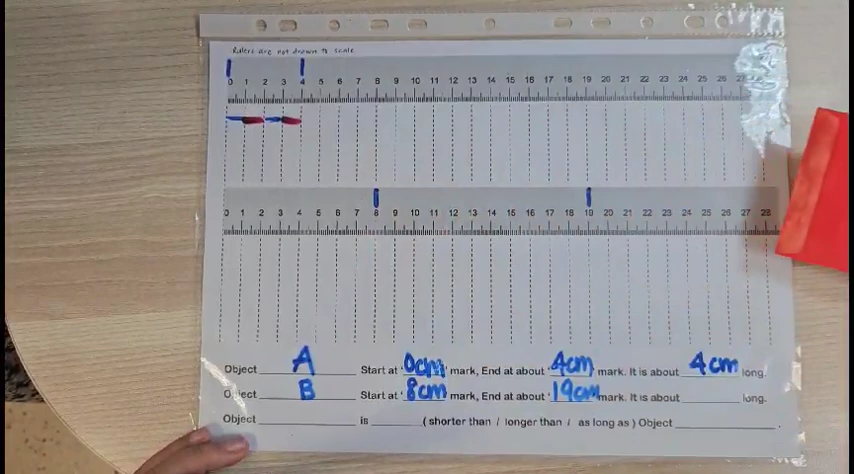 Rulers are not drawn to scale
0 1 2 3 4 5 6 7 8 9 10 11 12 13 14 15 16 17 18 19 20 21 22 23 24 25 26 27
0 1 2 3 4 5 6 7 8 9 10 11 12 13 14 15 16 17 18 19 20 21 22 23 24 25 26 27 28
Object A Start at '0cm' mark, End at about '4cm mark. It is about 4cm long.
Object B Start at '8cm mark, End at about '19cm mark. It is about ______ long.
Object ______ is ______ ( shorter than / longer than / as long as ) Object ______ .